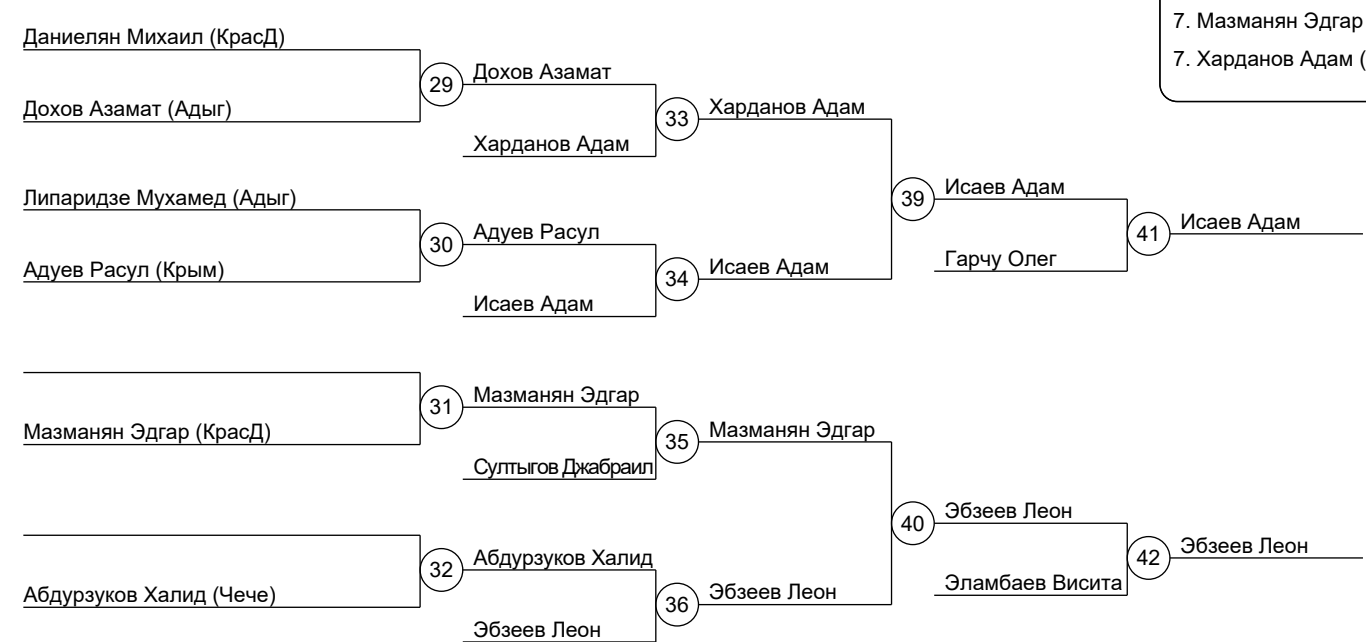 7. Мазманян Эдгар
7. Харданов Адам (
Даниелян Михаил (КрасД)
29
Дохов Азамат
Дохов Азамат (Адыг)
33
Харданов Адам
Харданов Адам
Липаридзе Мухамед (Адыг)
39
Исаев Адам
30
Адуев Расул
41
Исаев Адам
Адуев Расул (Крым)
34
Исаев Адам
Гарчу Олег
Исаев Адам
31
Мазманян Эдгар
Мазманян Эдгар (КрасД)
35
Мазманян Эдгар
Султыгов Джабраил
40
Эбзеев Леон
32
Абдурзуков Халид
42
Эбзеев Леон
Абдурзуков Халид (Чече)
36
Эбзеев Леон
Эламбаев Висита
Эбзеев Леон